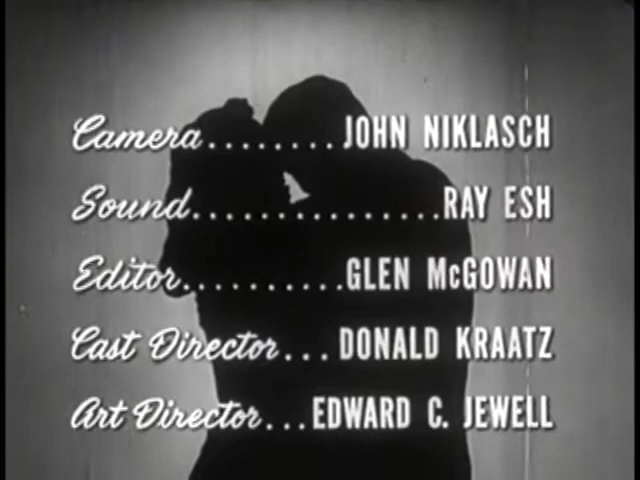 Camera........JOHN NIKLASCH
Sound...............RAY ESH
Editor..........GLEN McGOWAN
Cast Director...DONALD KRAATZ
Art Director...EDWARD C. JEWELL